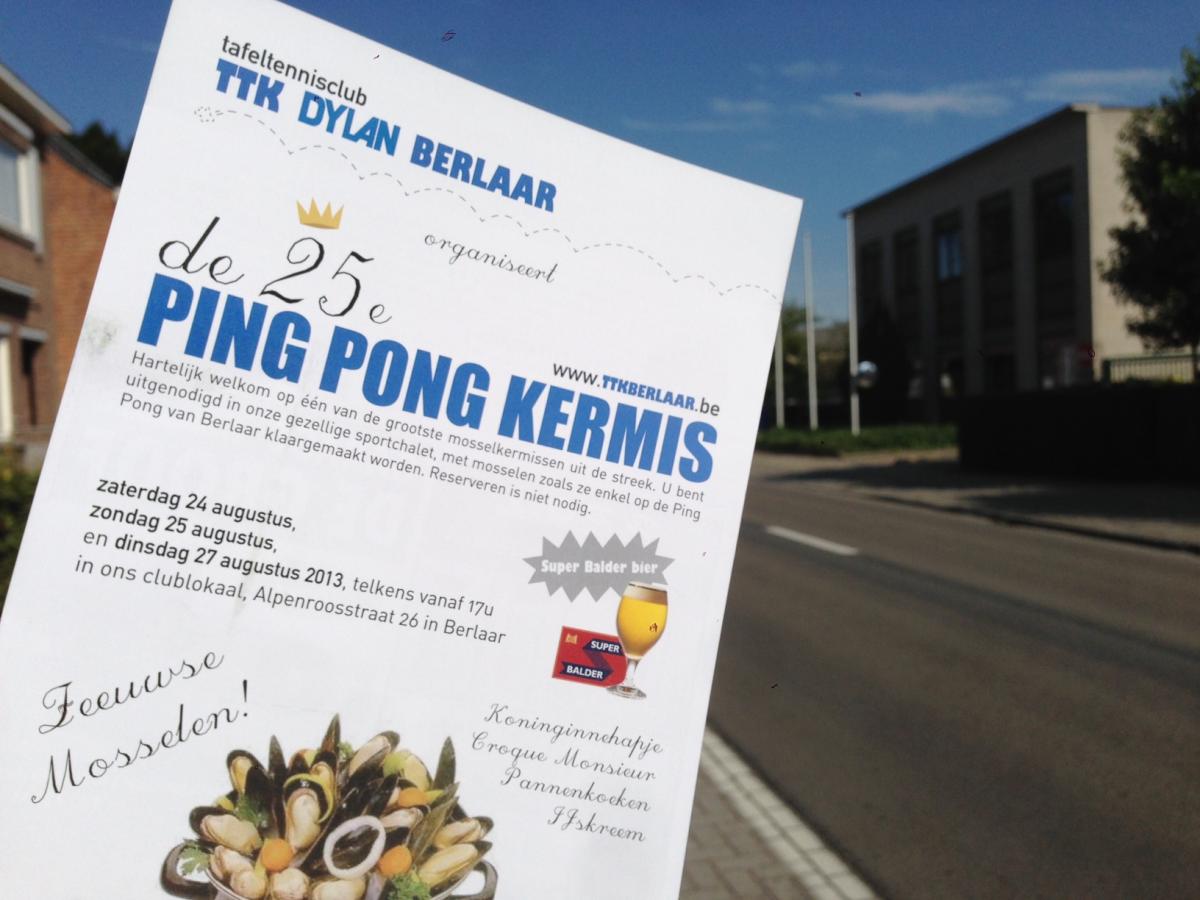 tafeltennisclub
TTK DYLAN BERLAAR
organiseert
de 25e
PING PONG KERMIS
www.TTKBERLAAR.be
Hartelijk welkom op één van de grootste mosselkermissen uit de streek. U bent
uitgenodigd in onze gezellige sportchalet, met mosselen zoals ze enkel op de Ping
Pong van Berlaar klaargemaakt worden. Reserveren is niet nodig.
zaterdag 24 augustus,
zondag 25 augustus,
en dinsdag 27 augustus 2013, telkens vanaf 17u
in ons clublokaal, Alpenroosstraat 26 in Berlaar
Super Balder bier
SUPER
BALDER
Zeeuwse
Mosselen!
Koninginnehapje
Croque Monsieur
Pannenkoeken
IJskreem